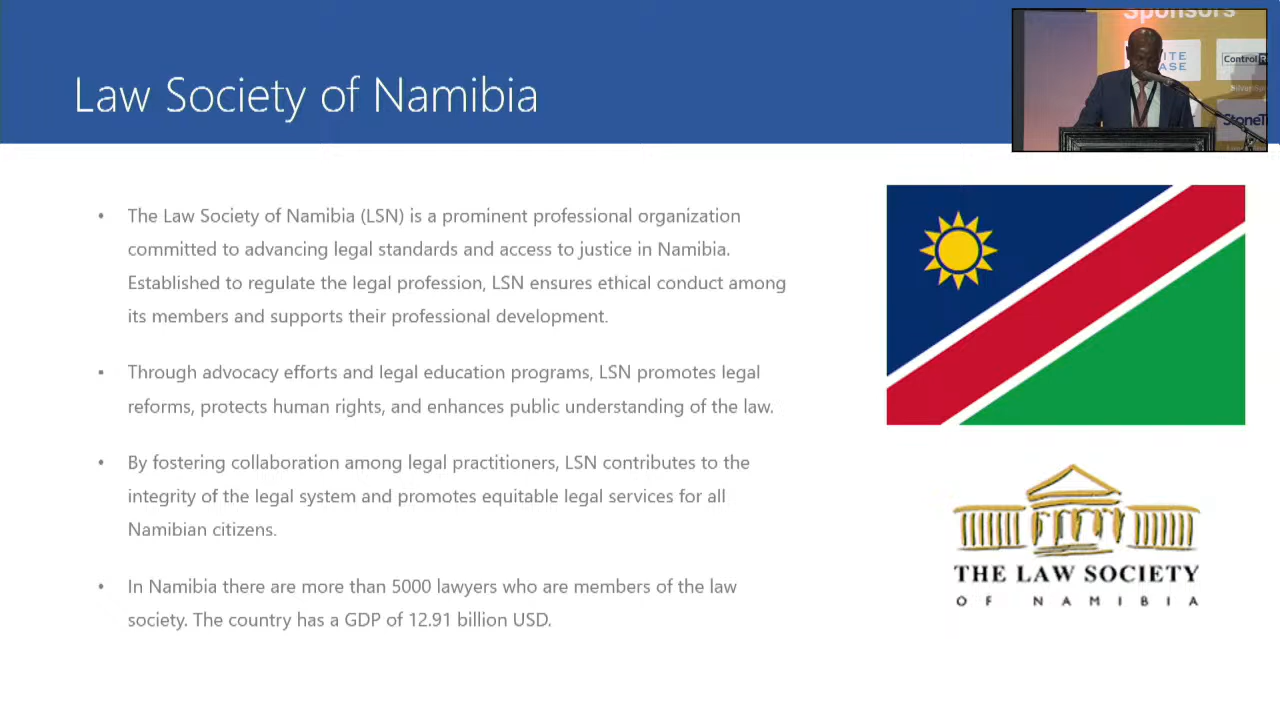 Sponsors
Law Society of Namibia
• The Law Society of Namibia (LSN) is a prominent professional organization
committed to advancing legal standards and access to justice in Namibia.
Established to regulate the legal profession, LSN ensures ethical conduct among
its members and supports their professional development.
• Through advocacy efforts and legal education programs, LSN promotes legal
reforms, protects human rights, and enhances public understanding of the law.
• By fostering collaboration among legal practitioners, LSN contributes to the
integrity of the legal system and promotes equitable legal services for all
Namibian citizens.
• In Namibia there are more than 5000 lawyers who are members of the law
society. The country has a GDP of 12.91 billion USD.
THE LAW SOCIETY
OF NAMIBIA